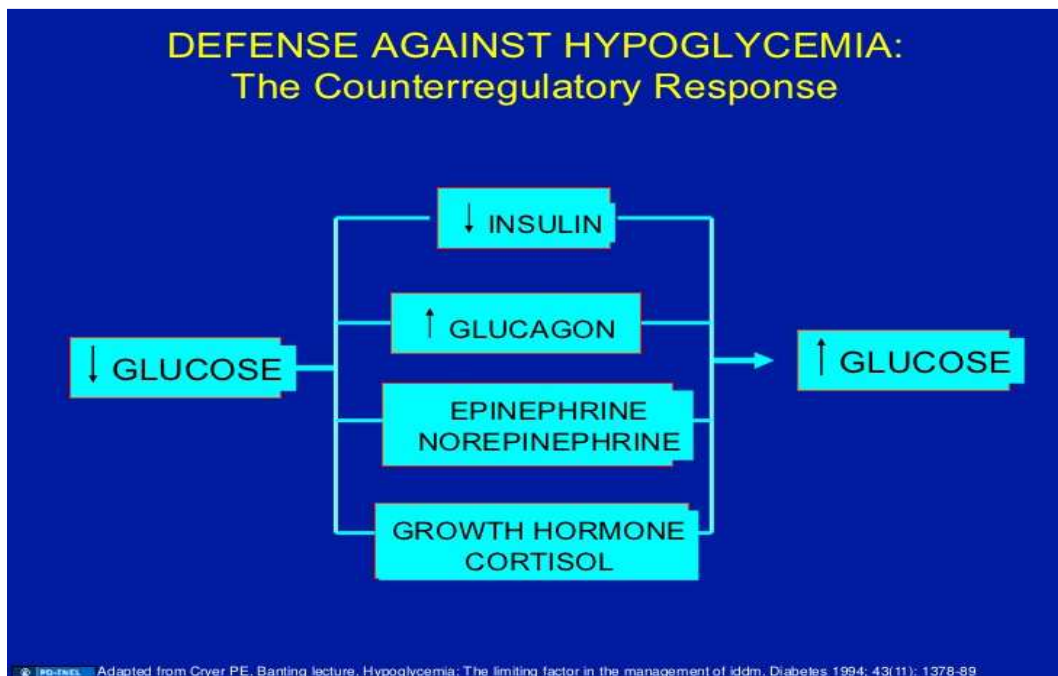 DEFENSE AGAINST HYPOGLYCEMIA:
The Counterregulatory Response
↓ INSULIN
↑ GLUCAGON
↓ GLUCOSE
↑ GLUCOSE
EPINEPHRINE
NOREPINEPHRINE
GROWTH HORMONE
CORTISOL
Adapted from Cryer PE. Banting lecture. Hypoglycemia: The limiting factor in the management of iddm. Diabetes 1994; 43(11): 1378-89